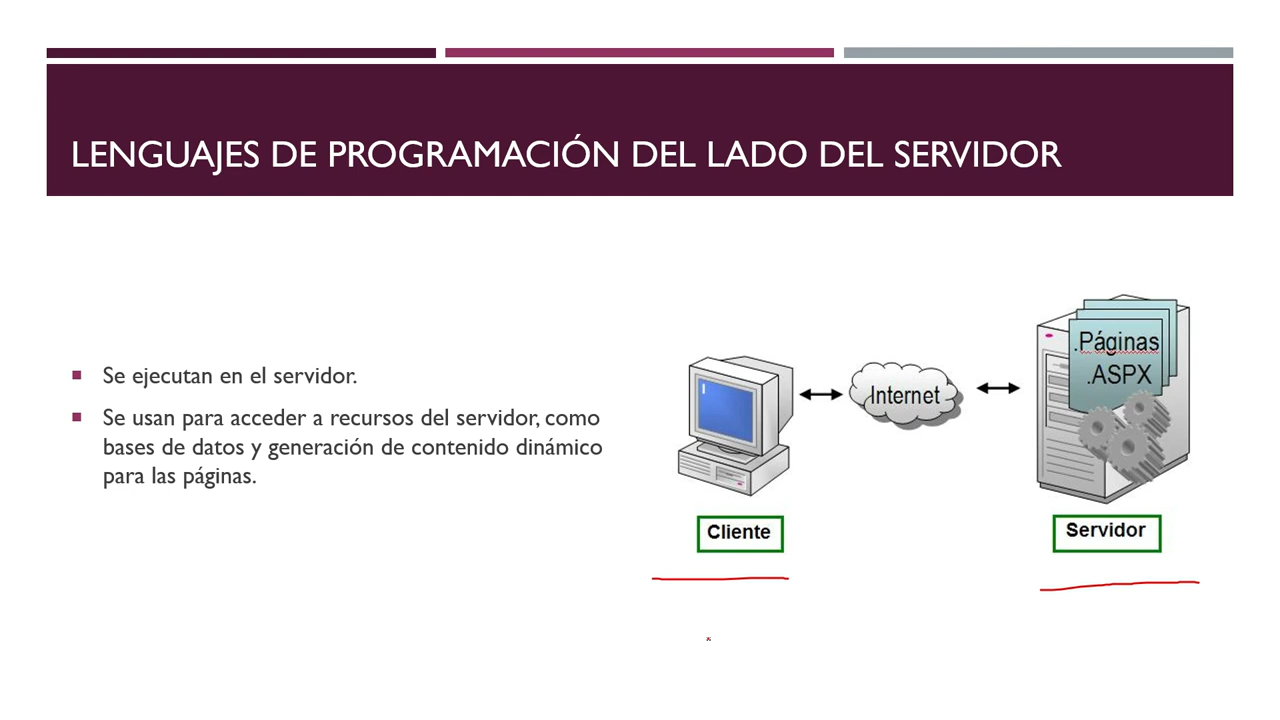 LENGUAJES DE PROGRAMACIÓN DEL LADO DEL SERVIDOR
Se ejecutan en el servidor.
Se usan para acceder a recursos del servidor, como
bases de datos y generación de contenido dinámico
para las páginas.
Internet
.Páginas
.ASPX
Cliente
Servidor